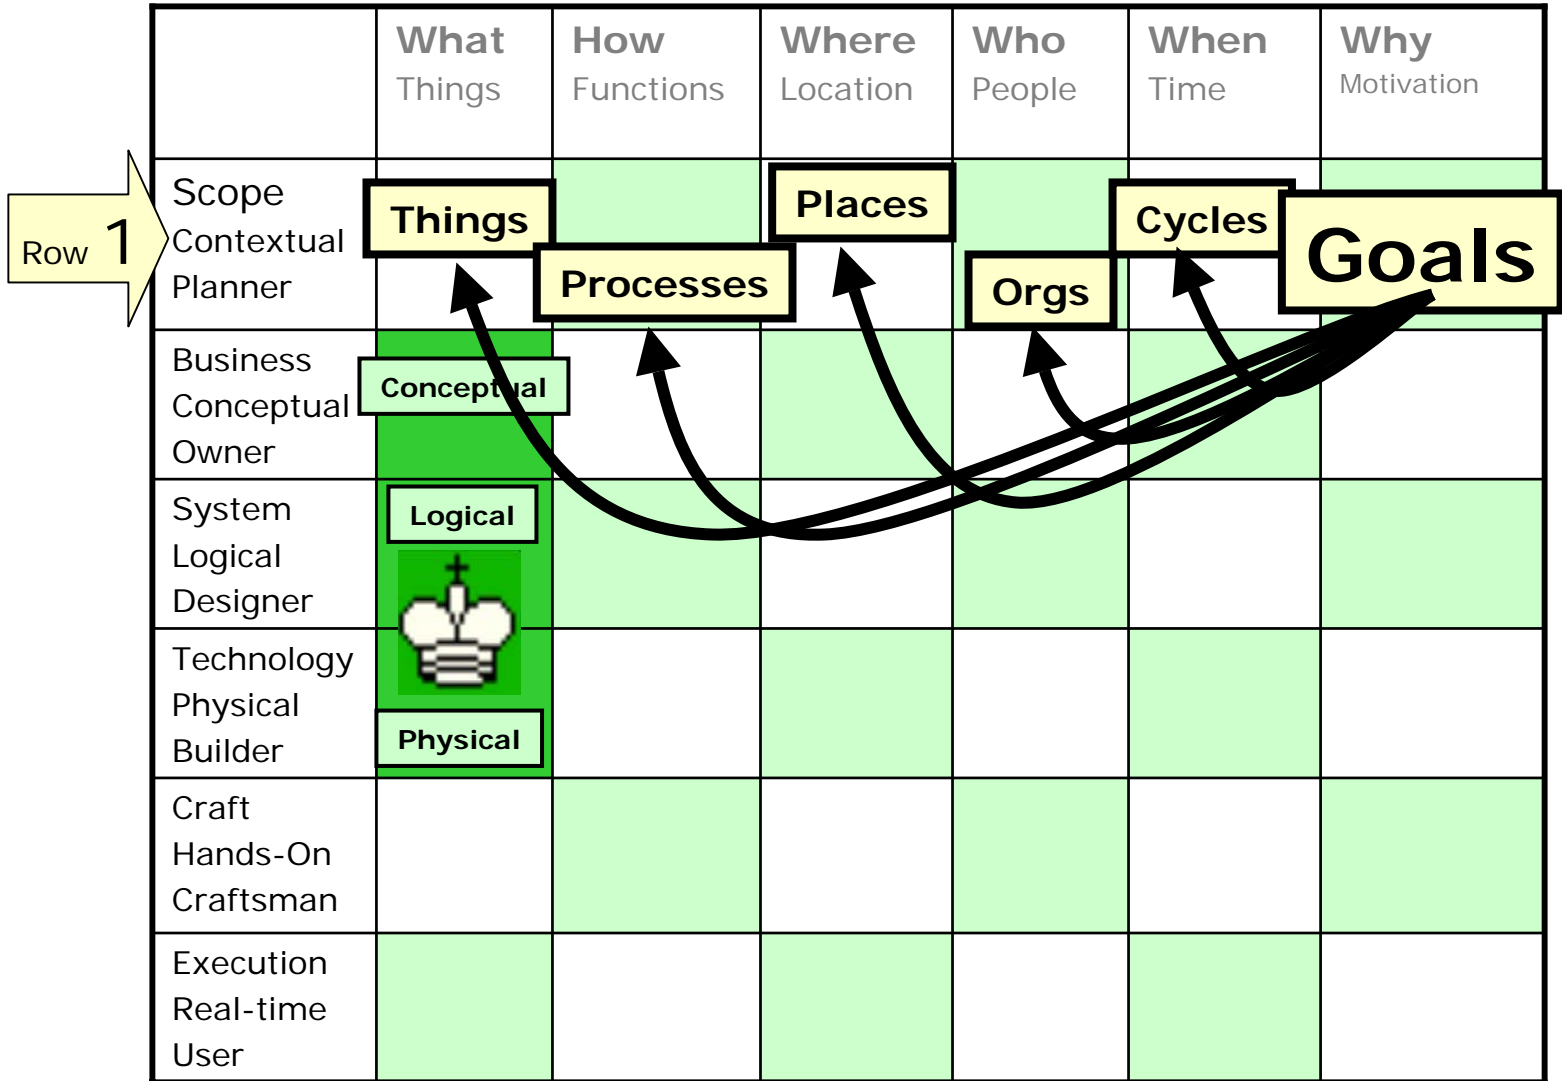 What How Where Who When Why
Things Functions Location People Time Motivation
Row 1
Scope
Contextual
Planner
Things
Processes
Places
Orgs
Cycles
Goals
Business
Conceptual
Owner
Conceptual
System
Logical
Designer
Logical
Technology
Physical
Builder
Physical
Craft
Hands-On
Craftsman
Execution
Real-time
User